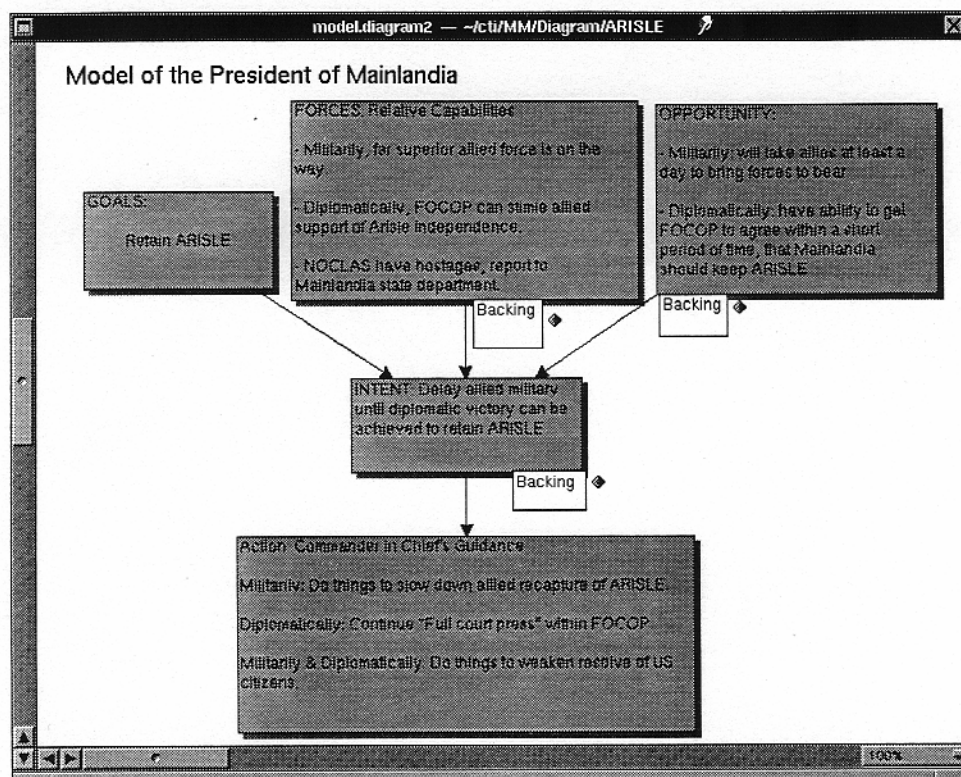 model.diagram2 — ~/cti/MM/Diagram/ARISLE
Model of the President of Mainlandia
GOALS:
Retain ARISLE
FORCES: Relative Capabilities
- Militarily, far superior allied force is on the
way.
- Diplomatically, FOCOP can stimie allied
support of Arisle independence.
- NOCLAS have hostages, report to
Mainlandia state department.
Backing
OPPORTUNITY:
- Militarily: will take allies at least a
day to bring forces to bear
- Diplomatically: have ability to get
FOCOP to agree within a short
period of time, that Mainlandia
should keep ARISLE
Backing
INTENT: Delay allied military
until diplomatic victory can be
achieved to retain ARISLE
Backing
Action: Commander in Chief's Guidance
Militarily: Do things to slow down allied recapture of ARISLE.
Diplomatically: Continue "Full court press" within FOCOP
Militarily & Diplomatically: Do things to weaken resolve of US
citizens.
100%